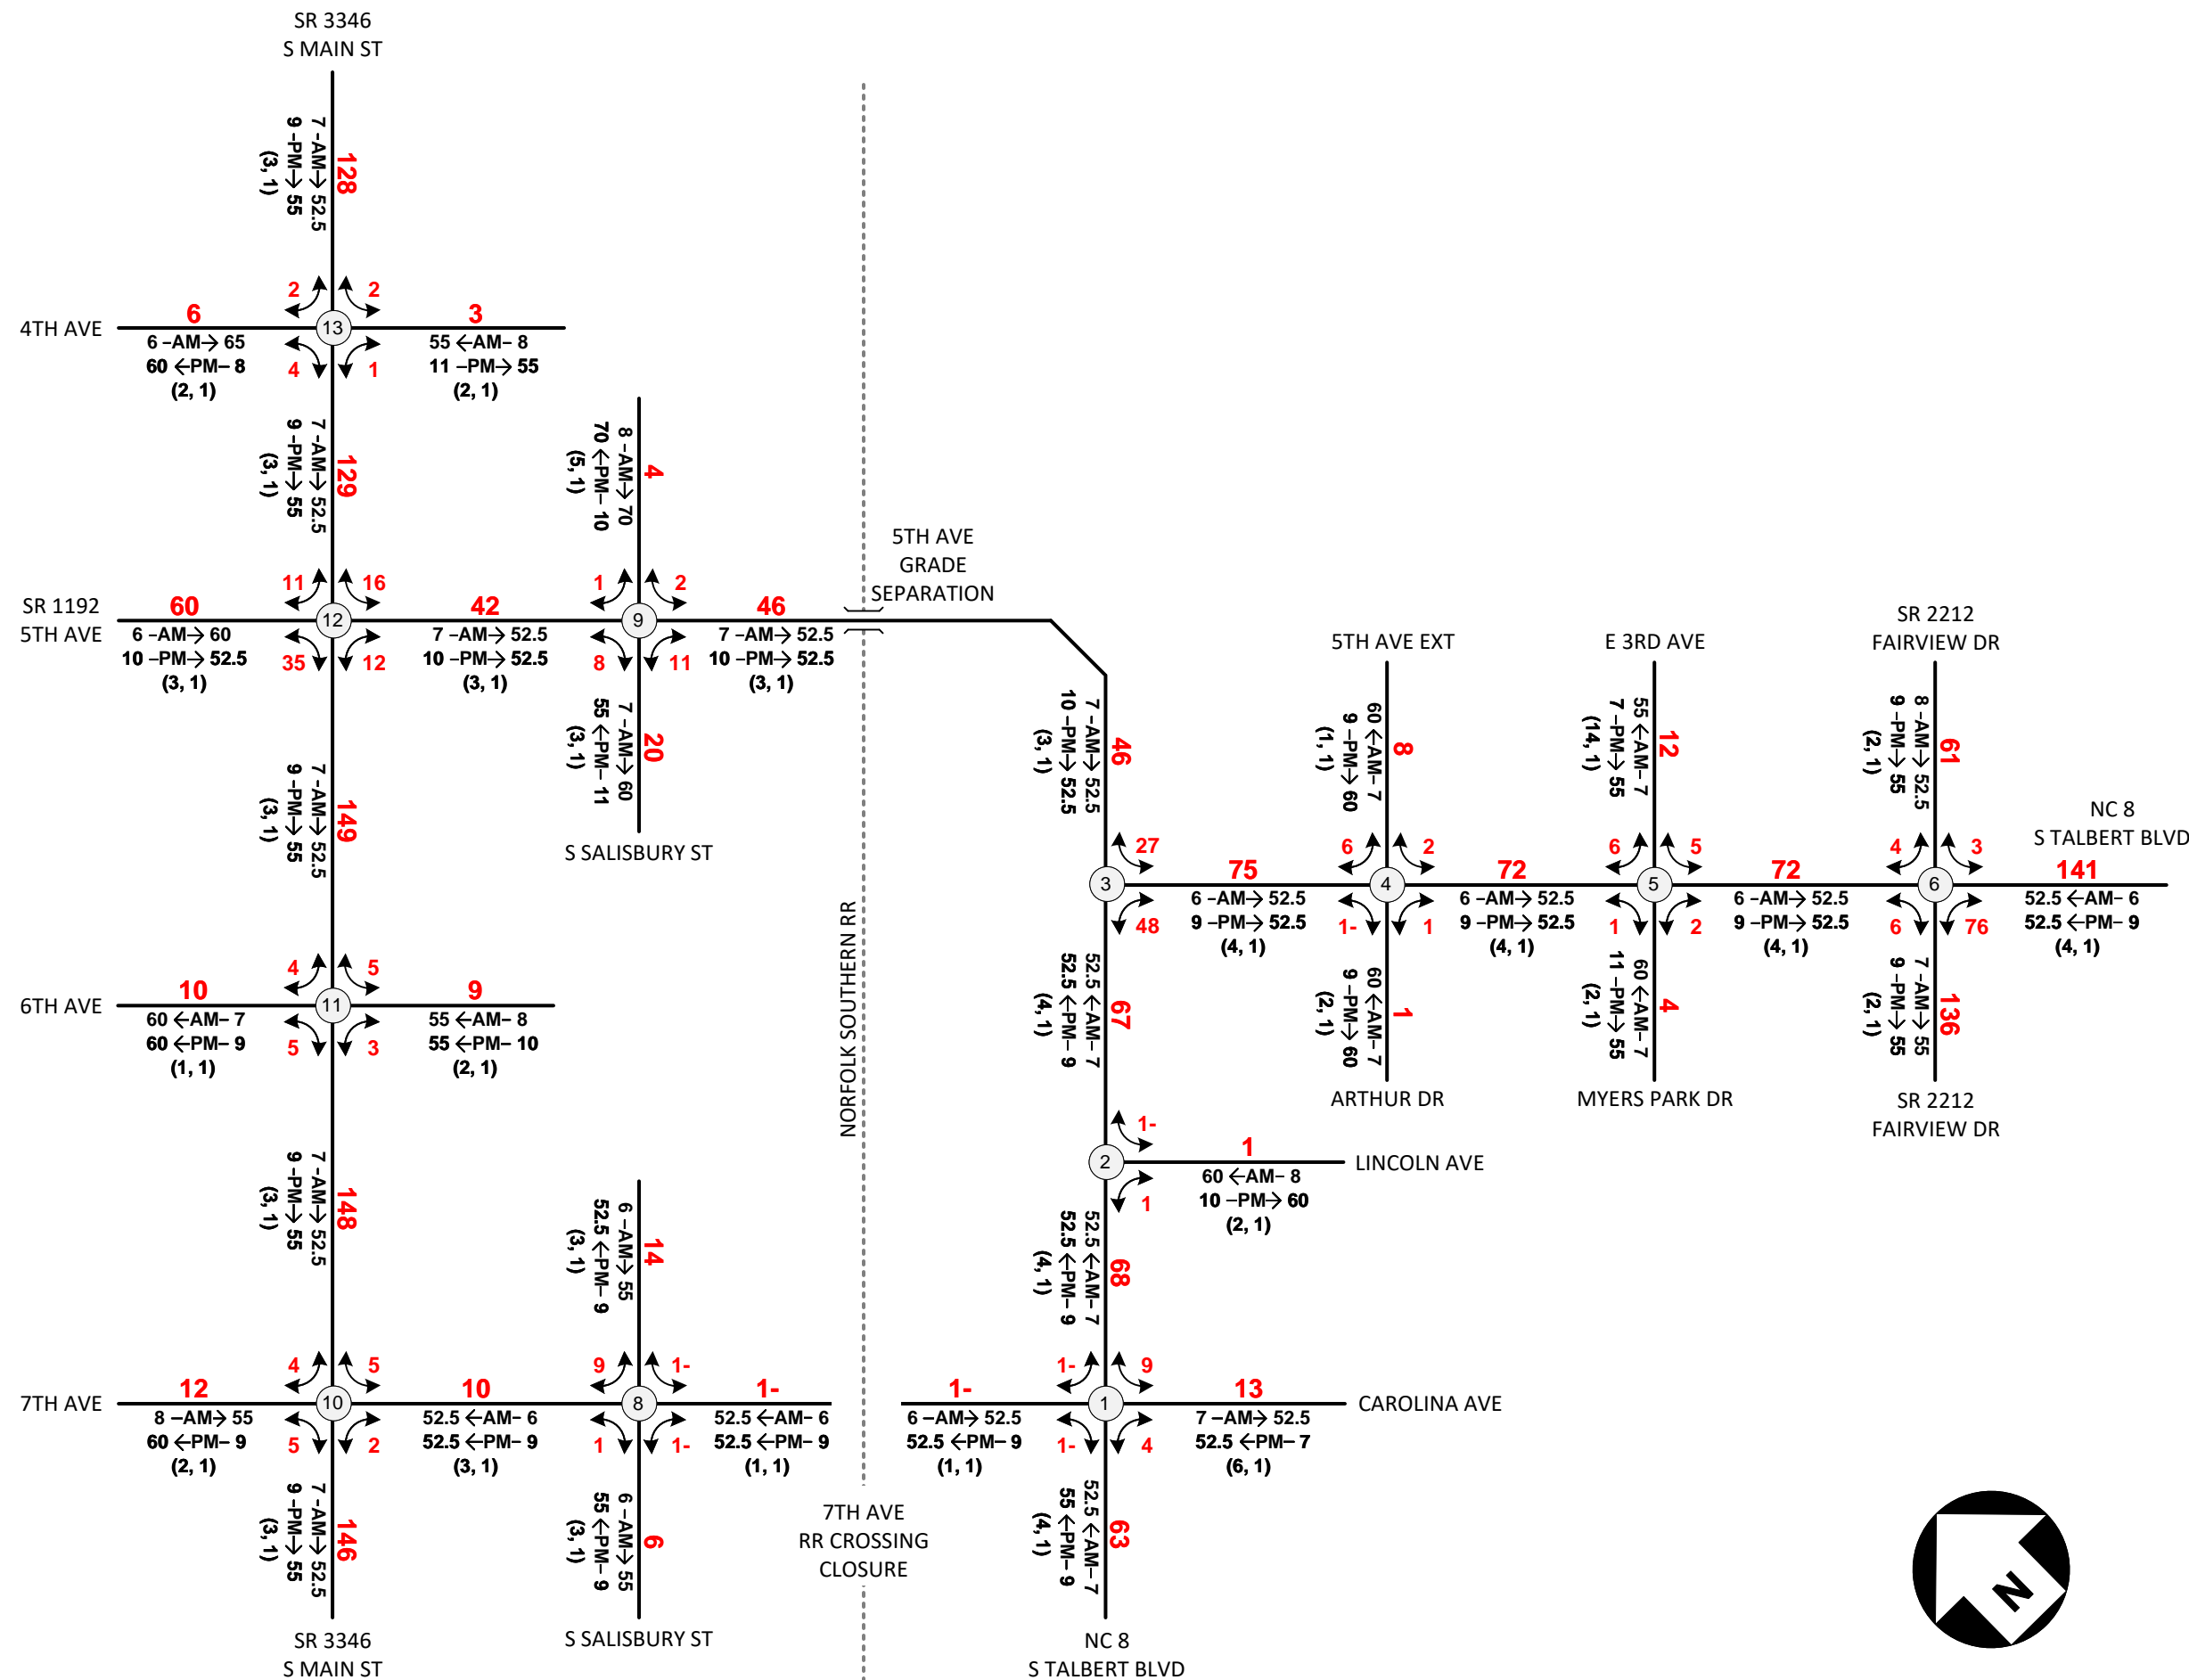 SR 3346
S MAIN ST
128
7 –AM→ 52.5
9 –PM→ 55
(3, 1)
2
2
4TH AVE
6
13
3
6 –AM→ 65
60 ←PM– 8
(2, 1)
4
1
55 ←AM– 8
11 –PM→ 55
(2, 1)
129
7 –AM→ 52.5
9 –PM→ 55
(3, 1)
4
8 –AM→ 70
70 ←PM– 10
(5, 1)
5TH AVE
GRADE
SEPARATION
SR 1192
5TH AVE
60
11
16
12
42
1
2
9
46
6 –AM→ 60
10 –PM→ 52.5
(3, 1)
35
12
7 –AM→ 52.5
10 –PM→ 52.5
(3, 1)
8
11
7 –AM→ 52.5
10 –PM→ 52.5
(3, 1)
20
7 –AM→ 60
55 ←PM– 11
(3, 1)
S SALISBURY ST
46
7 –AM→ 52.5
10 –PM→ 52.5
(3, 1)
5TH AVE EXT
8
60 ←AM– 7
9 –PM→ 60
(1, 1)
E 3RD AVE
12
55 ←AM– 7
7 –PM→ 55
(14, 1)
SR 2212
FAIRVIEW DR
61
8 –AM→ 52.5
9 –PM→ 55
(2, 1)
NC 8
S TALBERT BLVD
149
7 –AM→ 52.5
9 –PM→ 55
(3, 1)
27
3
75
6
2
4
72
6
5
5
72
4
3
6
141
48
6 –AM→ 52.5
9 –PM→ 52.5
(4, 1)
1-
1
6 –AM→ 52.5
9 –PM→ 52.5
(4, 1)
1
2
6 –AM→ 52.5
9 –PM→ 52.5
(4, 1)
6
76
52.5 ←AM– 6
52.5 ←PM– 9
(4, 1)
67
52.5 ←AM– 7
52.5 ←PM– 9
(4, 1)
1
60 ←AM– 7
9 –PM→ 60
(2, 1)
ARTHUR DR
4
60 ←AM– 7
11 –PM→ 55
(2, 1)
MYERS PARK DR
136
7 –AM→ 55
9 –PM→ 55
(2, 1)
SR 2212
FAIRVIEW DR
NORFOLK SOUTHERN RR
6TH AVE
10
4
5
11
9
60 ←AM– 7
60 ←PM– 9
(1, 1)
5
3
55 ←AM– 8
55 ←PM– 10
(2, 1)
1-
2
1
LINCOLN AVE
1
60 ←AM– 8
10 –PM→ 60
(2, 1)
148
7 –AM→ 52.5
9 –PM→ 55
(3, 1)
14
6 –AM→ 55
52.5 ←PM– 9
(3, 1)
68
52.5 ←AM– 7
52.5 ←PM– 9
(4, 1)
7TH AVE
12
4
5
10
10
9
1-
8
1-
8 –AM→ 55
60 ←PM– 9
(2, 1)
5
2
52.5 ←AM– 6
52.5 ←PM– 9
(3, 1)
1
1-
52.5 ←AM– 6
52.5 ←PM– 9
(1, 1)
1-
1-
9
1
13
CAROLINA AVE
6 –AM→ 52.5
52.5 ←PM– 9
(1, 1)
1-
4
7 –AM→ 52.5
52.5 ←PM– 7
(6, 1)
146
7 –AM→ 52.5
9 –PM→ 55
(3, 1)
6
6 –AM→ 55
55 ←PM– 9
(3, 1)
7TH AVE
RR CROSSING
CLOSURE
63
52.5 ←AM– 7
55 ←PM– 9
(4, 1)
N
SR 3346
S MAIN ST
S SALISBURY ST
NC 8
S TALBERT BLVD